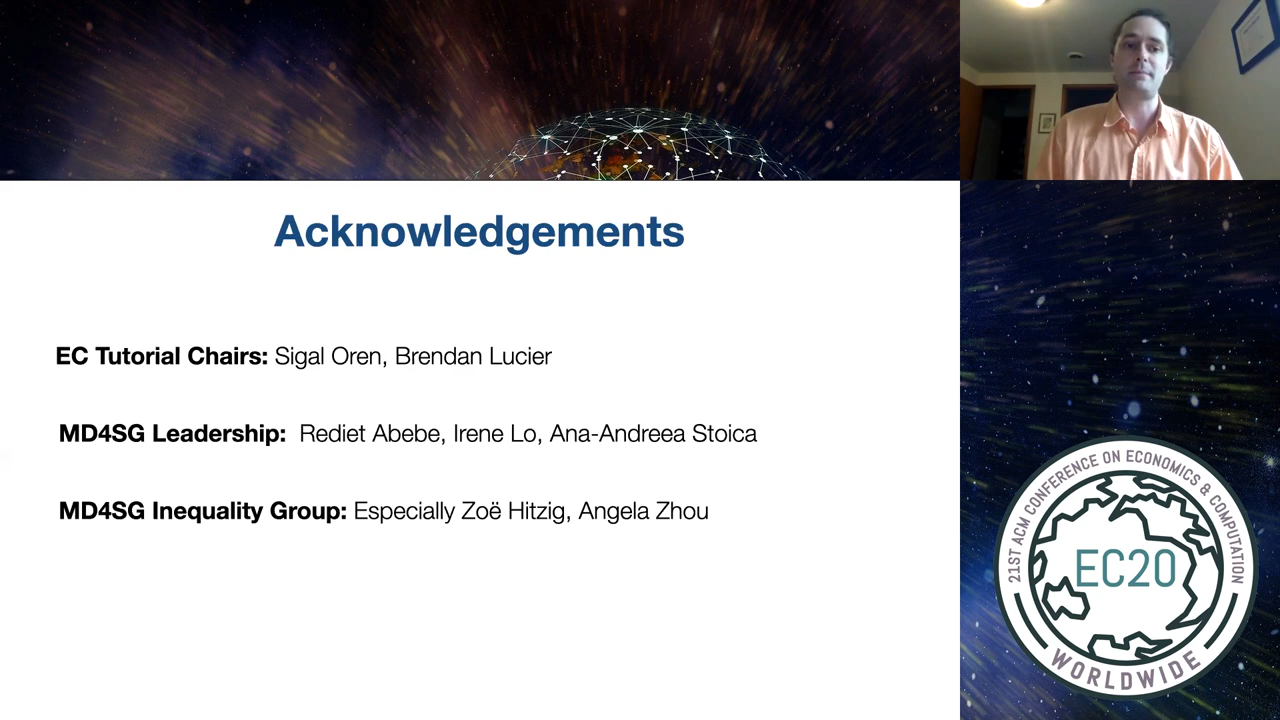 Acknowledgements
EC Tutorial Chairs: Sigal Oren, Brendan Lucier
MD4SG Leadership: Rediet Abebe, Irene Lo, Ana-Andreea Stoica
MD4SG Inequality Group: Especially Zoë Hitzig, Angela Zhou
21ST ACM CONFERENCE ON ECONOMICS & COMPUTATION
EC20
WORLDWIDE